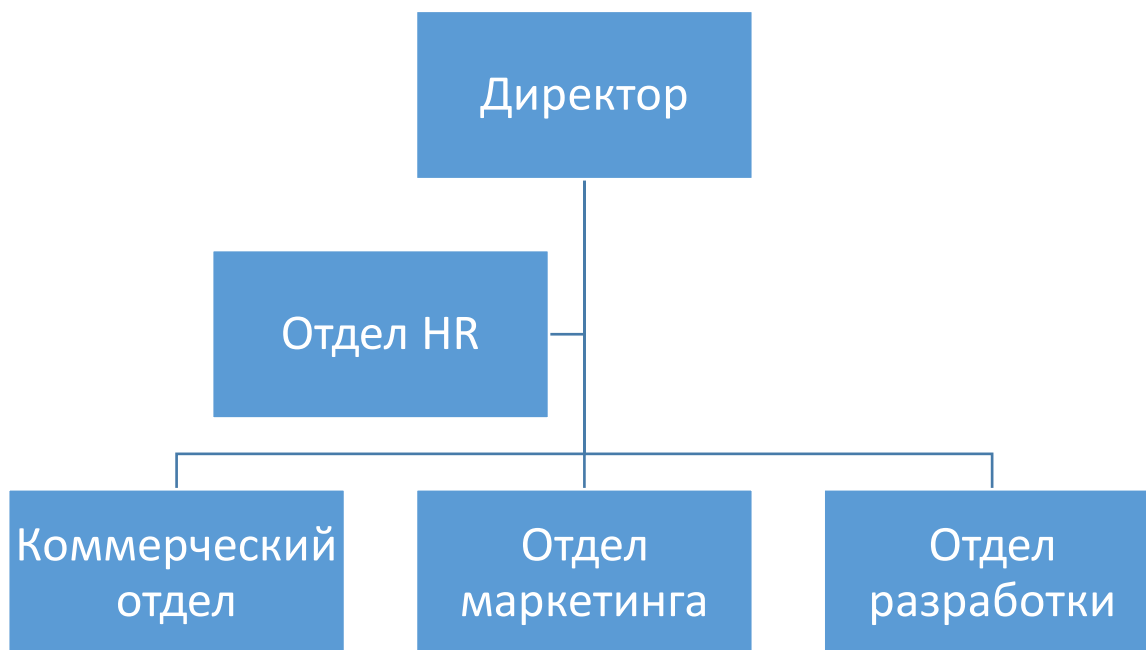 Директор
Отдел HR
Коммерческий
отдел
Отдел
маркетинга
Отдел
разработки